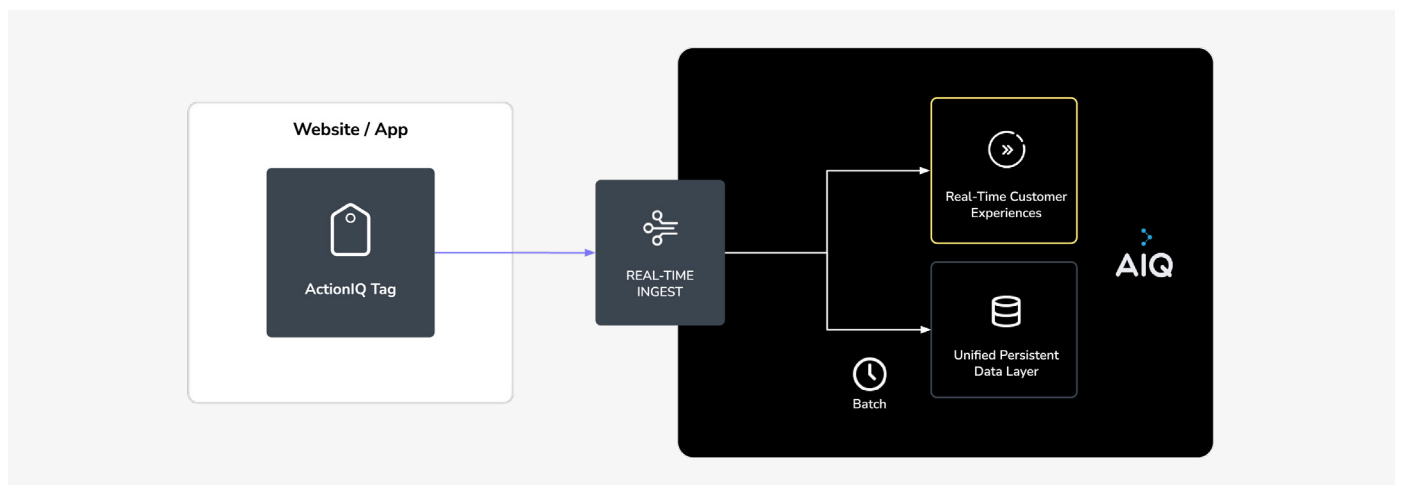 Website / App
ActionIQ Tag
REAL-TIME
INGEST
Real-Time Customer
Experiences
Unified Persistent
Data Layer
Batch
AIQ